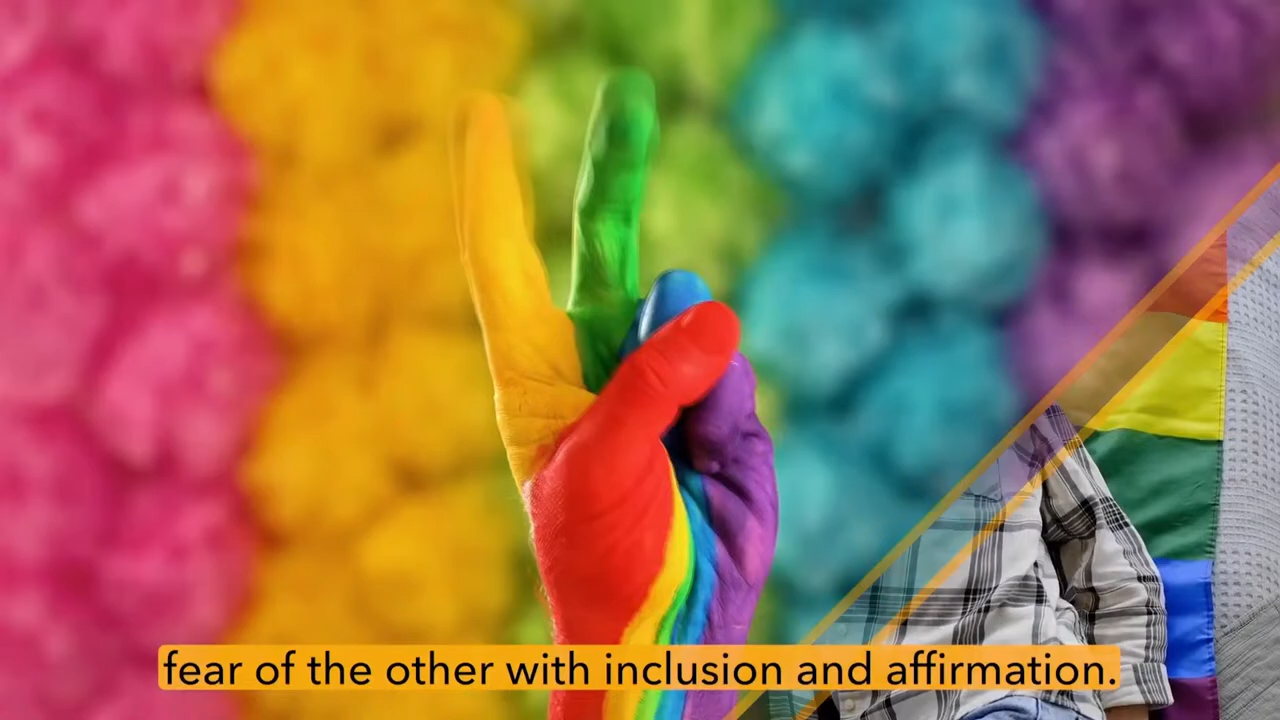 fear of the other with inclusion and affirmation.